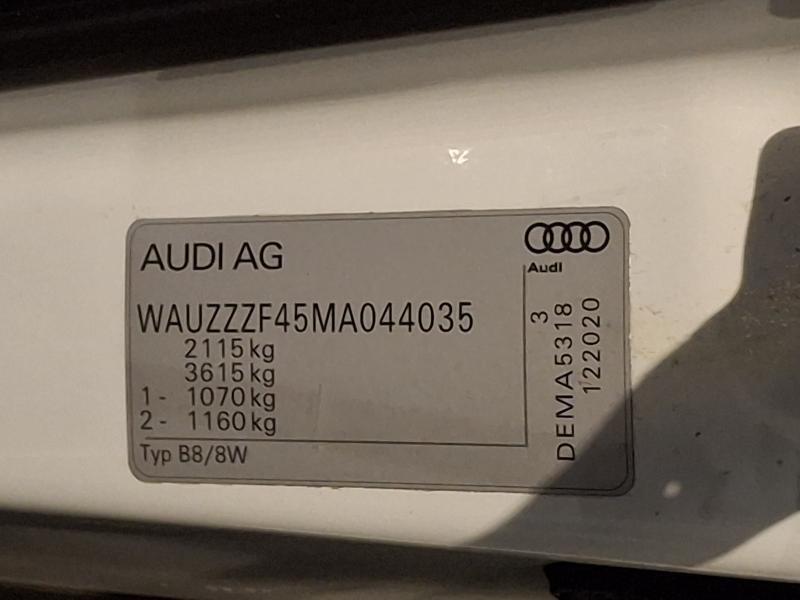 AUDI AG
Audi
WAUZZZF45MA044035
2115 kg
3615 kg
1 - 1070 kg
2 - 1160 kg
Typ B8/8W
3
DEMA5318
122020